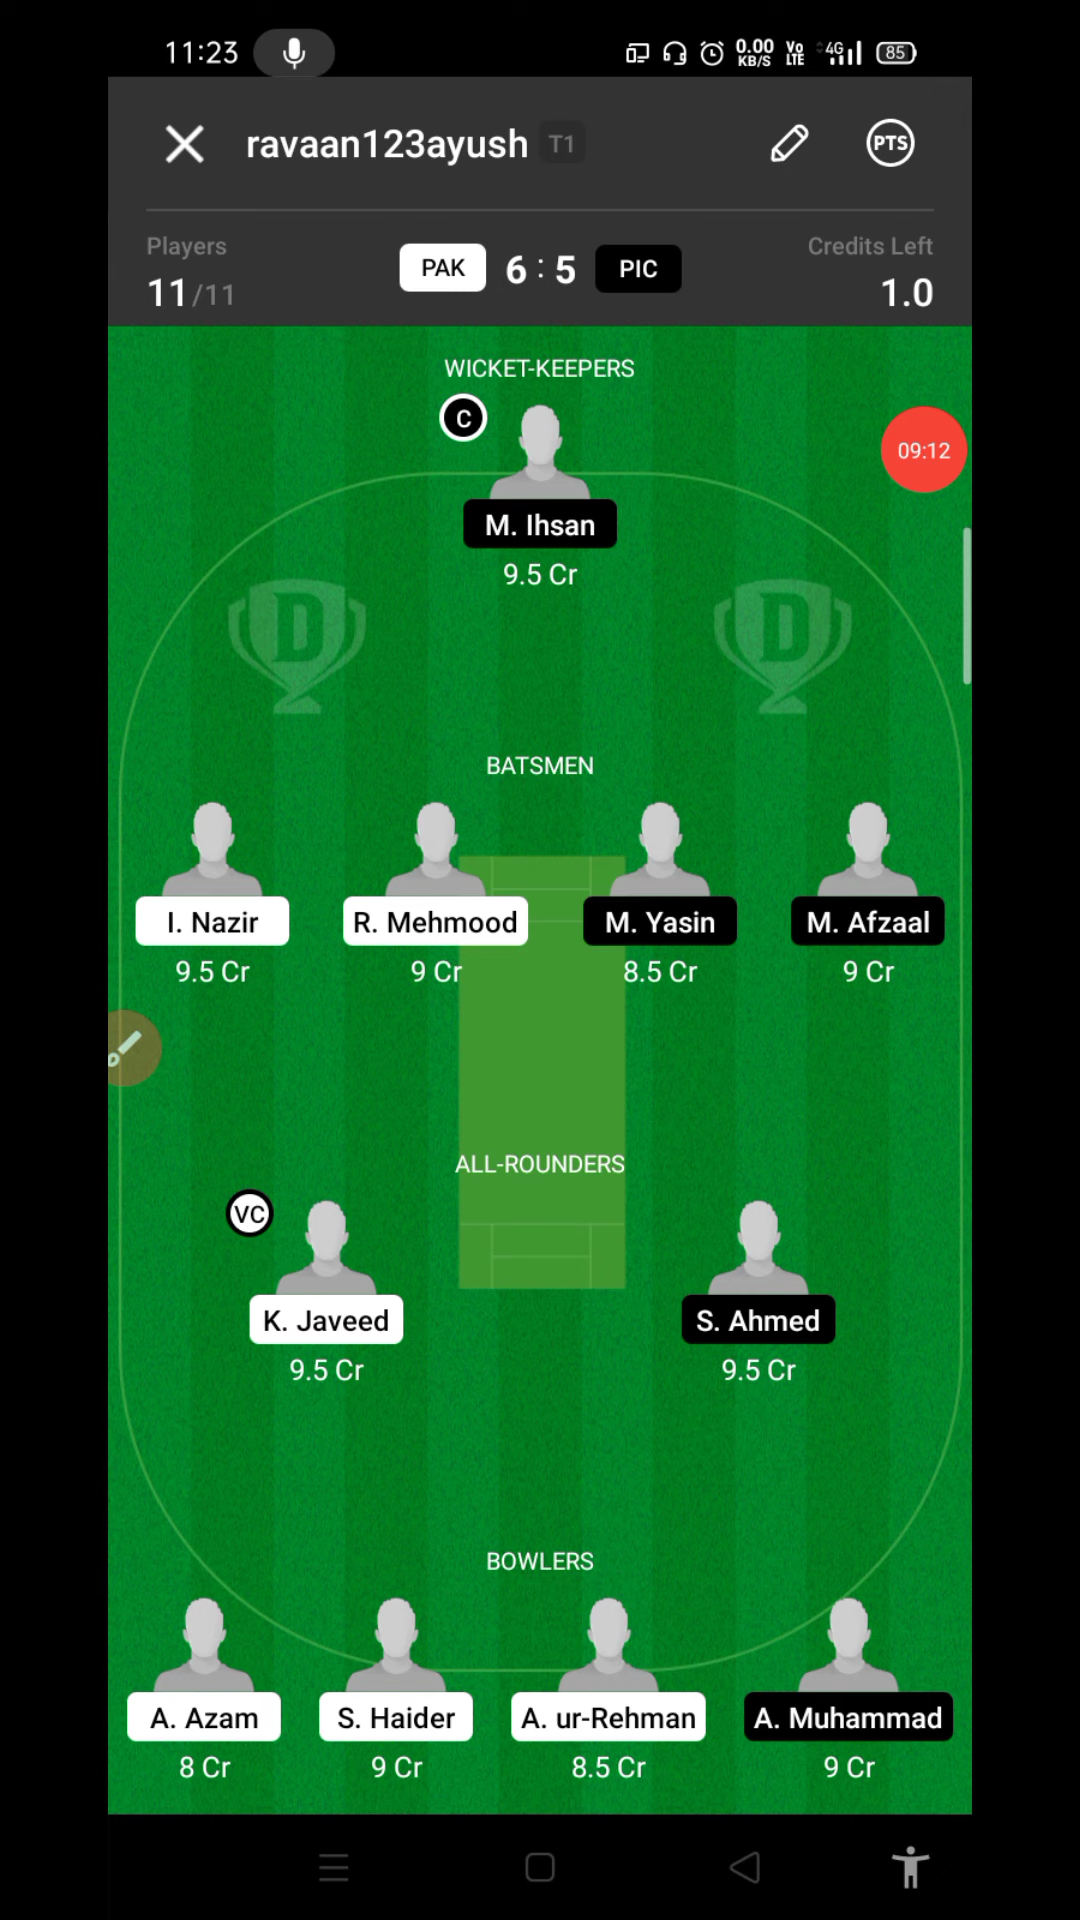 11:23 0.00 KB/S Vo LTE 4G 85
ravaan123ayush T1 PTS
Players Credits Left
PAK 6 : 5 PIC
11/11 1.0
WICKET-KEEPERS
C
09:12
M. Ihsan
9.5 Cr
D D
BATSMEN
I. Nazir R. Mehmood M. Yasin M. Afzaal
9.5 Cr 9 Cr 8.5 Cr 9 Cr
ALL-ROUNDERS
VC
K. Javeed S. Ahmed
9.5 Cr 9.5 Cr
BOWLERS
A. Azam S. Haider A. ur-Rehman A. Muhammad
8 Cr 9 Cr 8.5 Cr 9 Cr